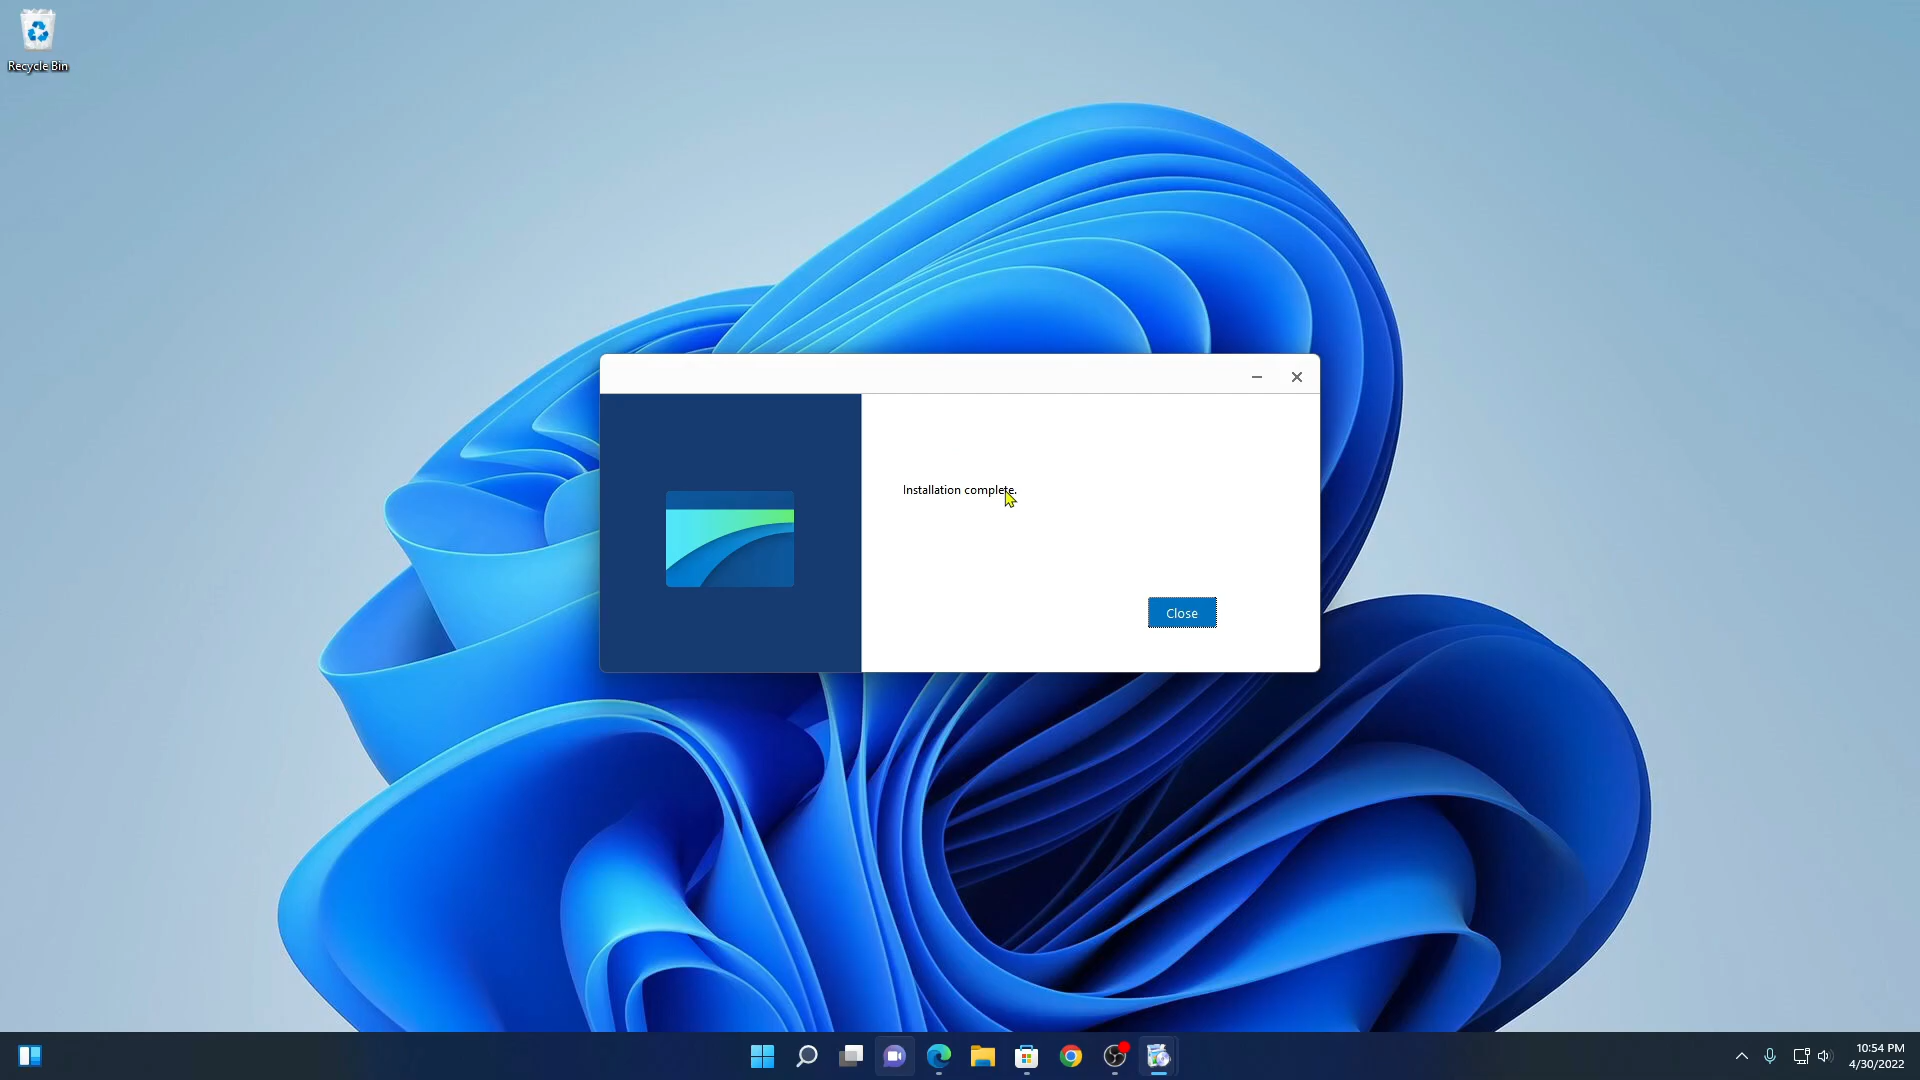 Recycle Bin
Installation complete.
Close
10:54 PM
4/30/2022